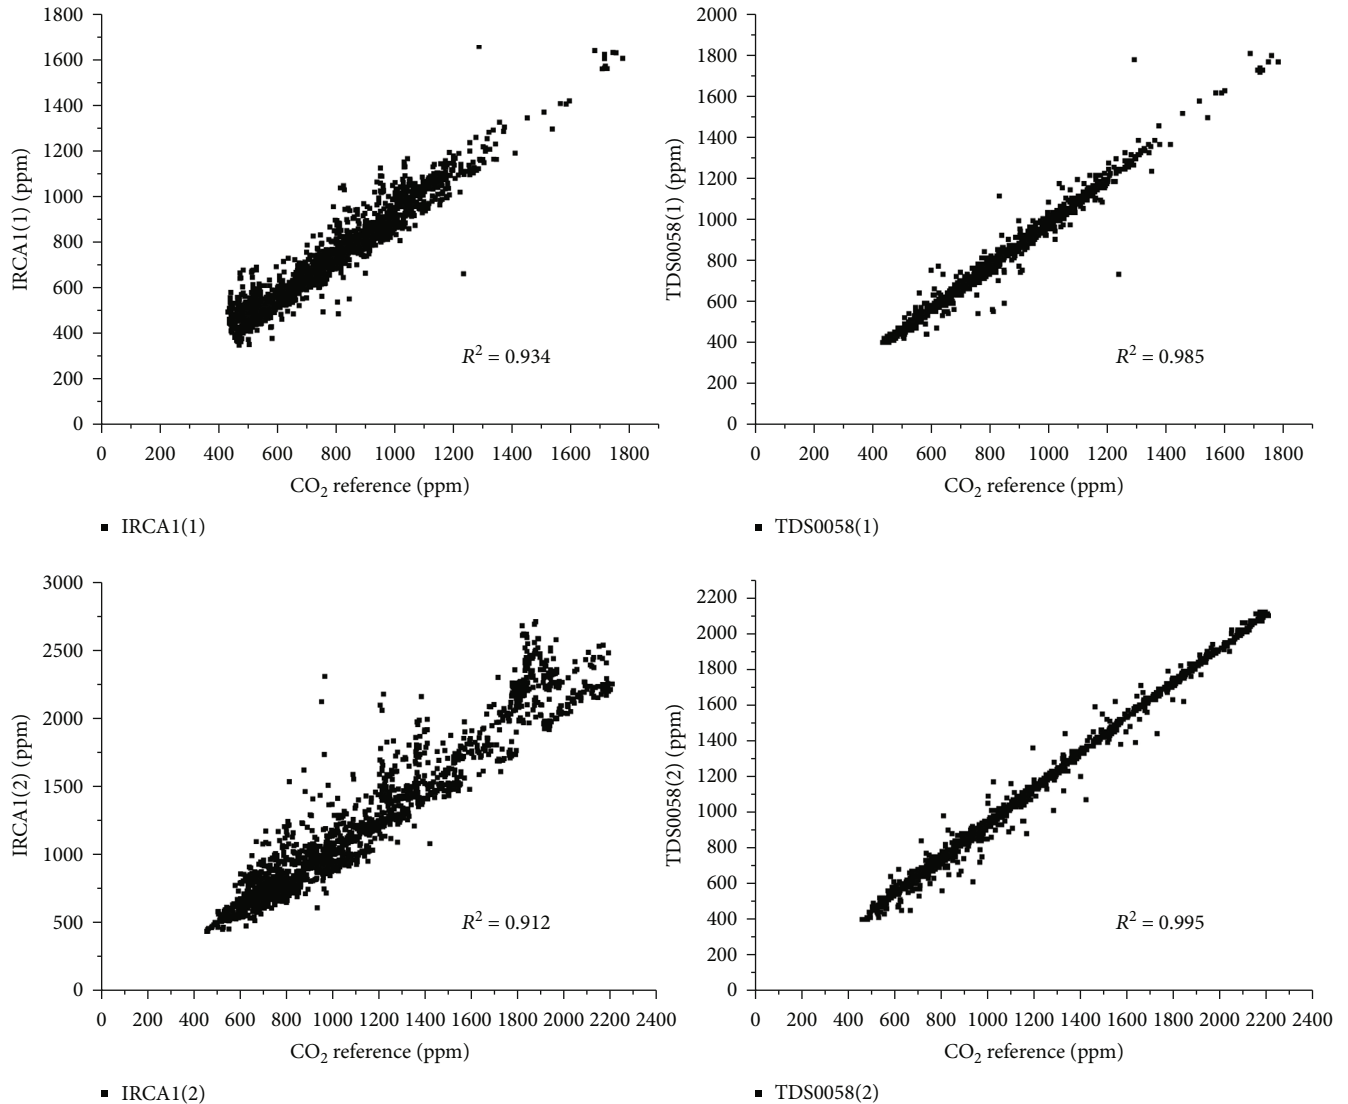 1800
1600
1400
1200
1000
800
600
400
200
0
IRCA1(1) (ppm)
R² = 0.934
0 200 400 600 800 1000 1200 1400 1600 1800
CO₂ reference (ppm)
IRCA1(1)
2000
1800
1600
1400
1200
1000
800
600
400
200
0
TDS0058(1) (ppm)
R² = 0.985
0 200 400 600 800 1000 1200 1400 1600 1800
CO₂ reference (ppm)
TDS0058(1)
3000
2500
2000
1500
1000
500
0
IRCA1(2) (ppm)
R² = 0.912
0 200 400 600 800 1000 1200 1400 1600 1800 2000 2200 2400
CO₂ reference (ppm)
IRCA1(2)
2200
2000
1800
1600
1400
1200
1000
800
600
400
200
0
TDS0058(2) (ppm)
R² = 0.995
0 200 400 600 800 1000 1200 1400 1600 1800 2000 2200 2400
CO₂ reference (ppm)
TDS0058(2)